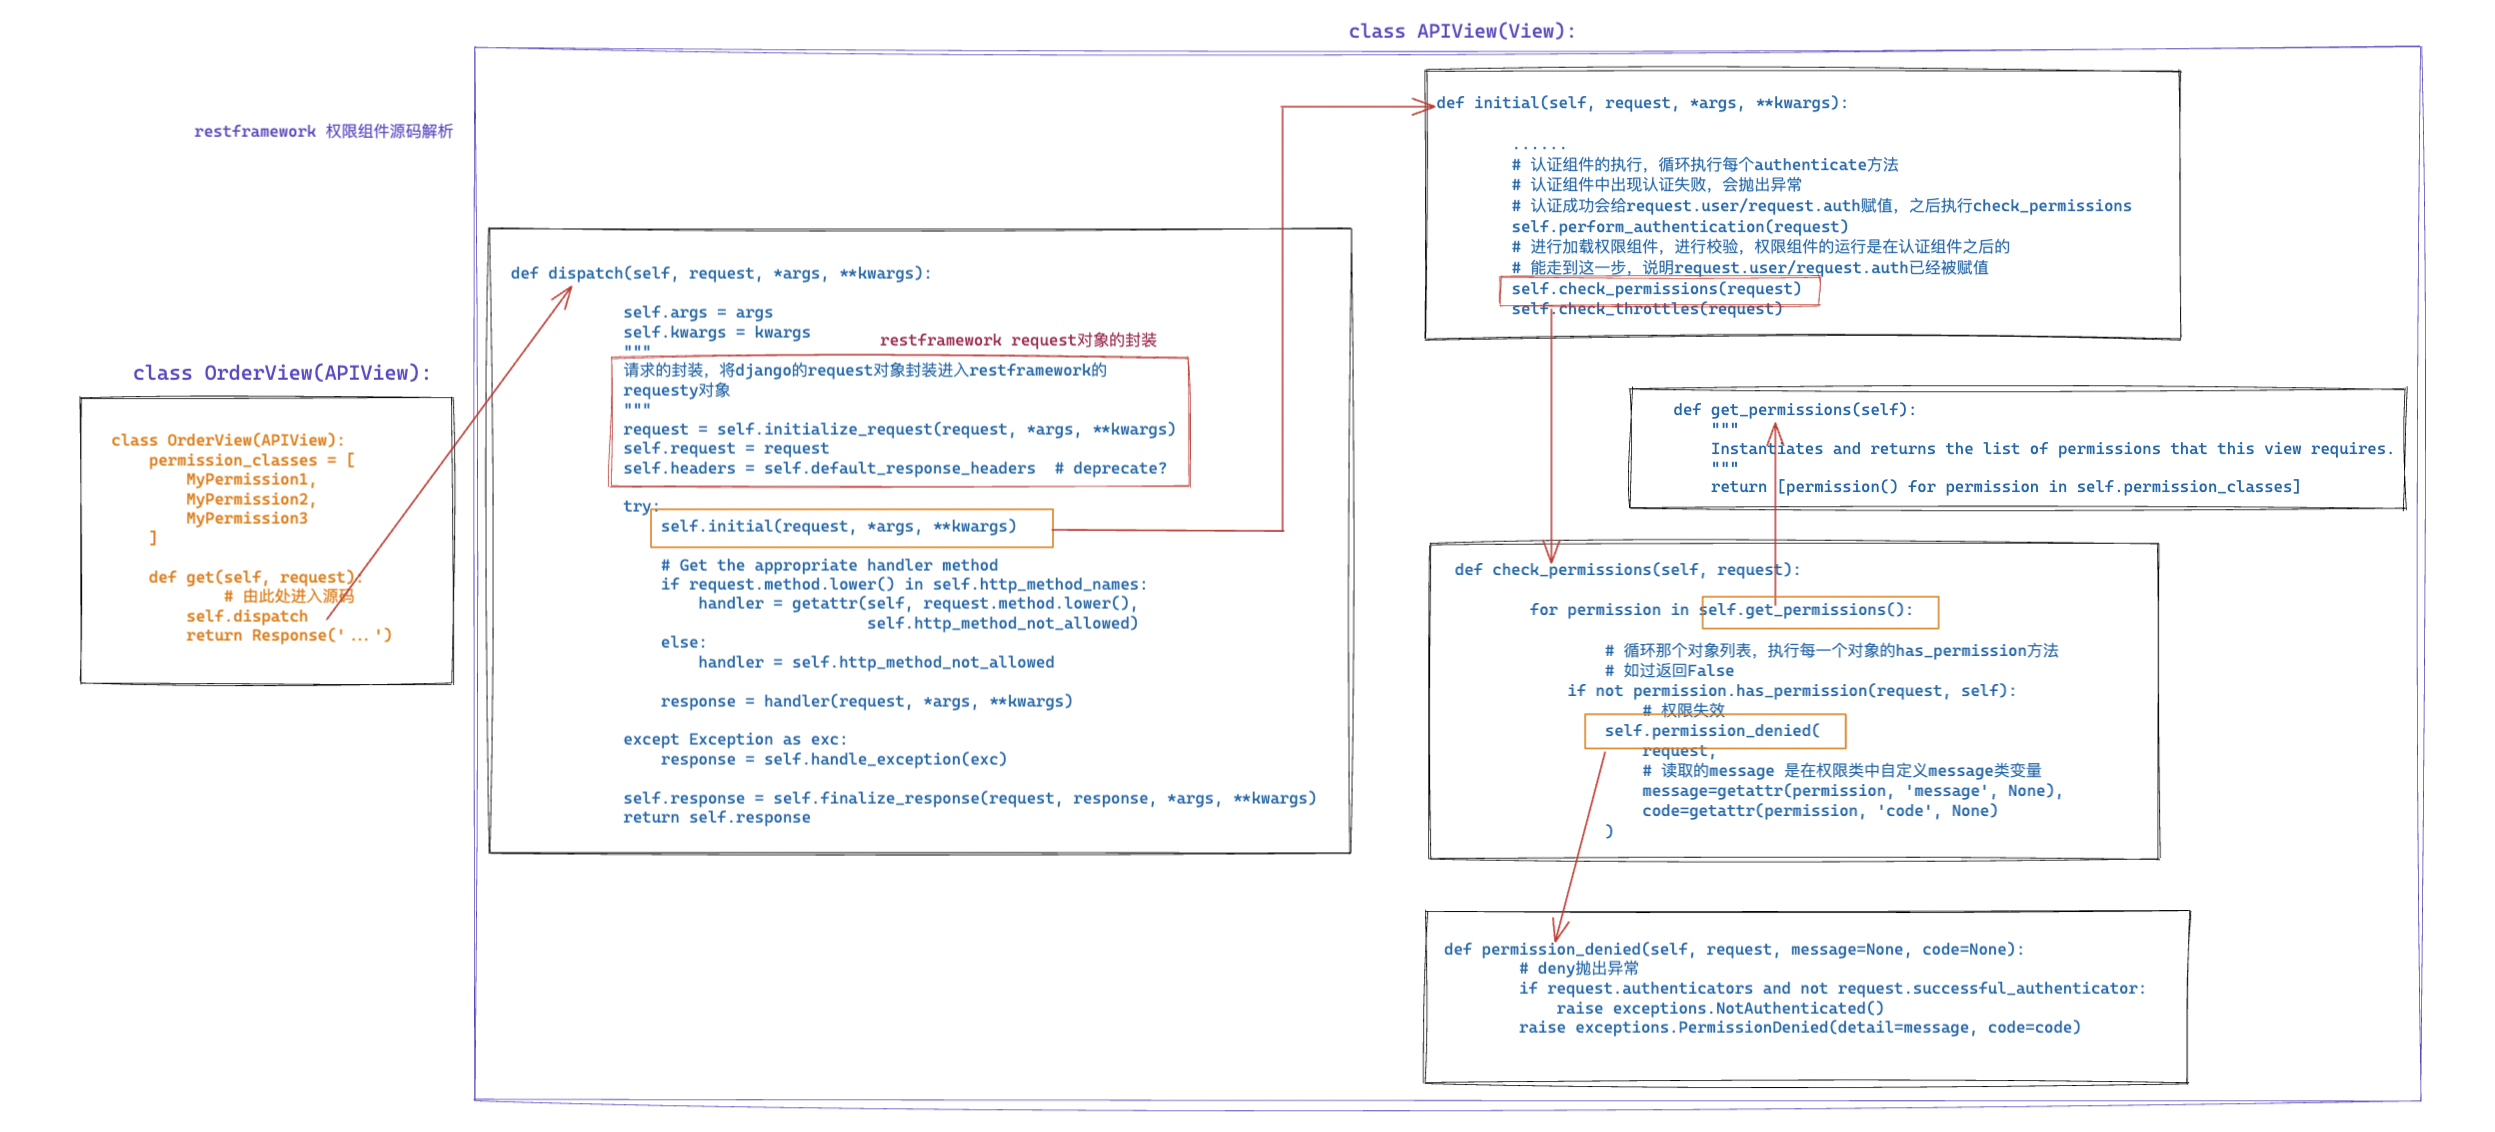 class APIView(View):
restframework 权限组件源码解析
class OrderView(APIView):
class OrderView(APIView):
    permission_classes = [
        MyPermission1,
        MyPermission2,
        MyPermission3
    ]
    def get(self, request):
            # 由此处进入源码
        self.dispatch
        return Response('...')
def dispatch(self, request, *args, **kwargs):
            self.args = args
            self.kwargs = kwargs
            """
restframework request对象的封装
            请求的封装，将django的request对象封装进入restframework的
            requesty对象
            """
            request = self.initialize_request(request, *args, **kwargs)
            self.request = request
            self.headers = self.default_response_headers  # deprecate?
            try:
                self.initial(request, *args, **kwargs)
                # Get the appropriate handler method
                if request.method.lower() in self.http_method_names:
                    handler = getattr(self, request.method.lower(),
                                      self.http_method_not_allowed)
                else:
                    handler = self.http_method_not_allowed
                response = handler(request, *args, **kwargs)
            except Exception as exc:
                response = self.handle_exception(exc)
            self.response = self.finalize_response(request, response, *args, **kwargs)
            return self.response
def initial(self, request, *args, **kwargs):
        ......
        # 认证组件的执行，循环执行每个authenticate方法
        # 认证组件中出现认证失败，会抛出异常
        # 认证成功会给request.user/request.auth赋值，之后执行check_permissions
        self.perform_authentication(request)
        # 进行加载权限组件，进行校验，权限组件的运行是在认证组件之后的
        # 能走到这一步，说明request.user/request.auth已经被赋值
        self.check_permissions(request)
        self.check_throttles(request)
def get_permissions(self):
    """
    Instantiates and returns the list of permissions that this view requires.
    """
    return [permission() for permission in self.permission_classes]
def check_permissions(self, request):
        for permission in self.get_permissions():
                # 循环那个对象列表，执行每一个对象的has_permission方法
                # 如过返回False
            if not permission.has_permission(request, self):
                    # 权限失效
                self.permission_denied(
                    request,
                    # 读取的message 是在权限类中自定义message类变量
                    message=getattr(permission, 'message', None),
                    code=getattr(permission, 'code', None)
                )
def permission_denied(self, request, message=None, code=None):
        # deny抛出异常
        if request.authenticators and not request.successful_authenticator:
            raise exceptions.NotAuthenticated()
        raise exceptions.PermissionDenied(detail=message, code=code)